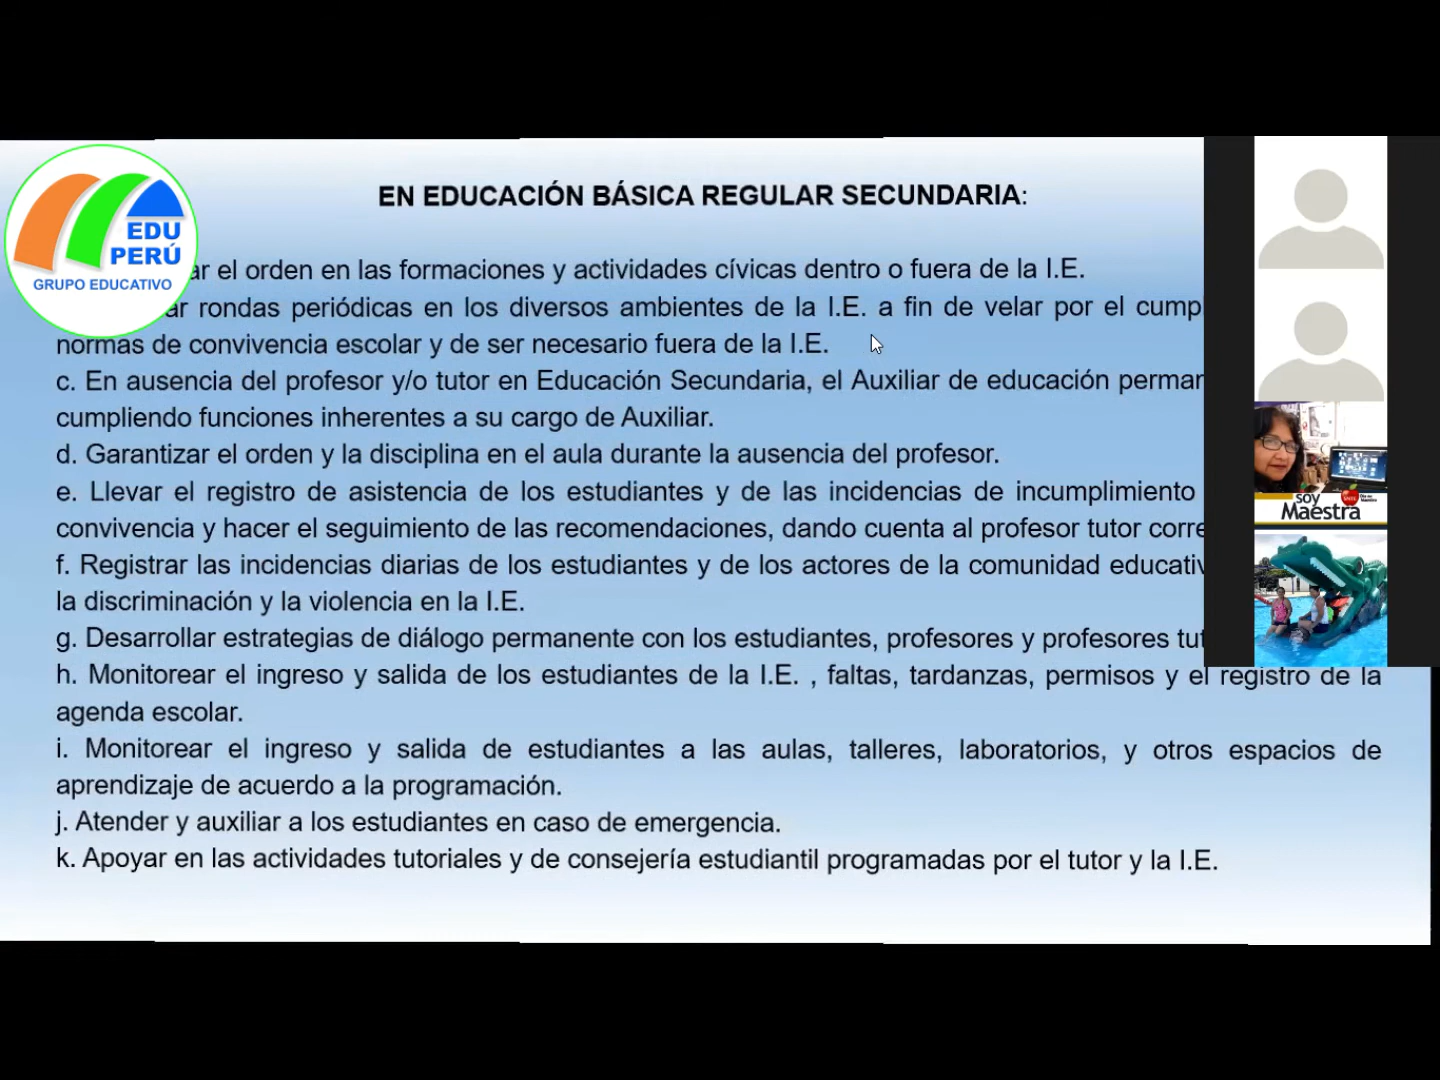 EN EDUCACIÓN BÁSICA REGULAR SECUNDARIA:
EDU
PERÚ
GRUPO EDUCATIVO
el orden en las formaciones y actividades cívicas dentro o fuera de la I.E.
rondas periódicas en los diversos ambientes de la I.E. a fin de velar por el
normas de convivencia escolar y de ser necesario fuera de la I.E.
c. En ausencia del profesor y/o tutor en Educación Secundaria, el Auxiliar de educación
cumpliendo funciones inherentes a su cargo de Auxiliar.
d. Garantizar el orden y la disciplina en el aula durante la ausencia del profesor.
e. Llevar el registro de asistencia de los estudiantes y de las incidencias de incumplimiento
convivencia y hacer el seguimiento de las recomendaciones, dando cuenta al profesor tutor
f. Registrar las incidencias diarias de los estudiantes y de los actores de la comunidad
la discriminación y la violencia en la I.E.
g. Desarrollar estrategias de diálogo permanente con los estudiantes, profesores y profesores
h. Monitorear el ingreso y salida de los estudiantes de la I.E. , faltas, tardanzas, permisos y el registro de la
agenda escolar.
i. Monitorear el ingreso y salida de estudiantes a las aulas, talleres, laboratorios, y otros espacios de
aprendizaje de acuerdo a la programación.
j. Atender y auxiliar a los estudiantes en caso de emergencia.
k. Apoyar en las actividades tutoriales y de consejería estudiantil programadas por el tutor y la I.E.
soy
Maestra